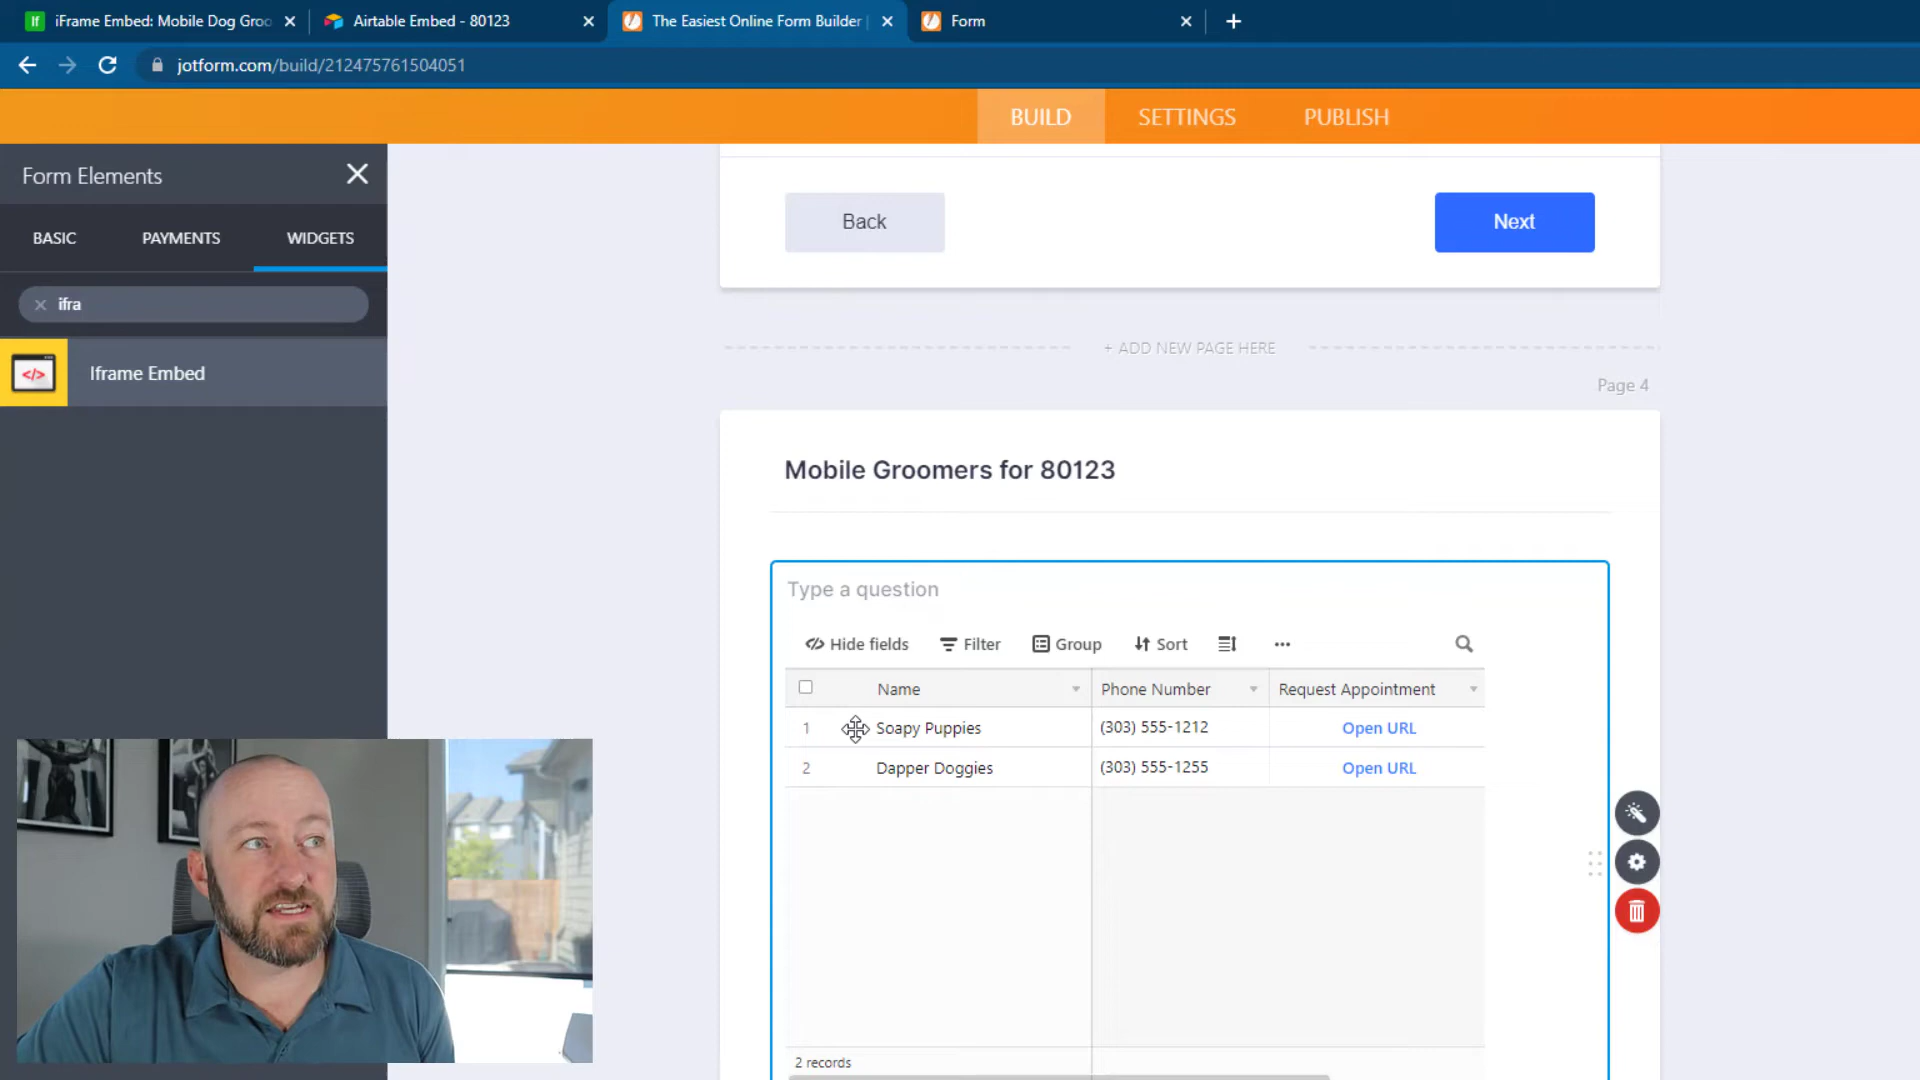 iFrame Embed: Mobile Dog Groo
Airtable Embed - 80123
The Easiest Online Form Builder |
Form
jotform.com/build/212475761504051
BUILD
SETTINGS
PUBLISH
Form Elements
BASIC
PAYMENTS
WIDGETS
ifra
Iframe Embed
Back
Next
+ ADD NEW PAGE HERE
Page 4
Mobile Groomers for 80123
Type a question
Hide fields
Filter
Group
Sort
Name
Phone Number
Request Appointment
1
Soapy Puppies
(303) 555-1212
Open URL
2
Dapper Doggies
(303) 555-1255
Open URL
2 records